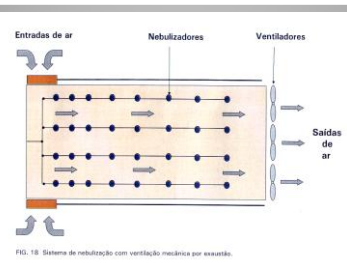 Entradas de ar
Nebulizadores
Ventiladores
Saídas
de
ar
FIG. 18 Sistema de nebulização com ventilação mecânica por exaustão.